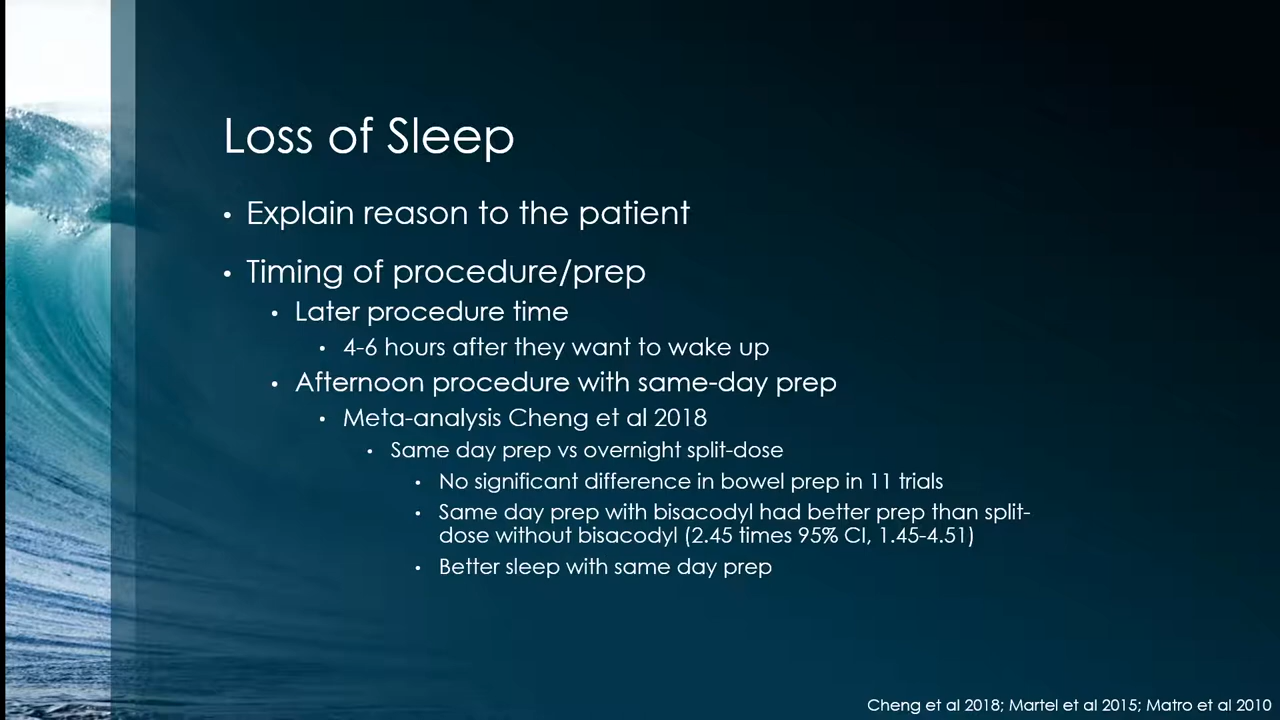 Loss of Sleep
• Explain reason to the patient
• Timing of procedure/prep
• Later procedure time
• 4-6 hours after they want to wake up
• Afternoon procedure with same-day prep
• Meta-analysis Cheng et al 2018
• Same day prep vs overnight split-dose
• No significant difference in bowel prep in 11 trials
• Same day prep with bisacodyl had better prep than split-
dose without bisacodyl (2.45 times 95% CI, 1.45-4.51)
• Better sleep with same day prep
Cheng et al 2018; Martel et al 2015; Matro et al 2010